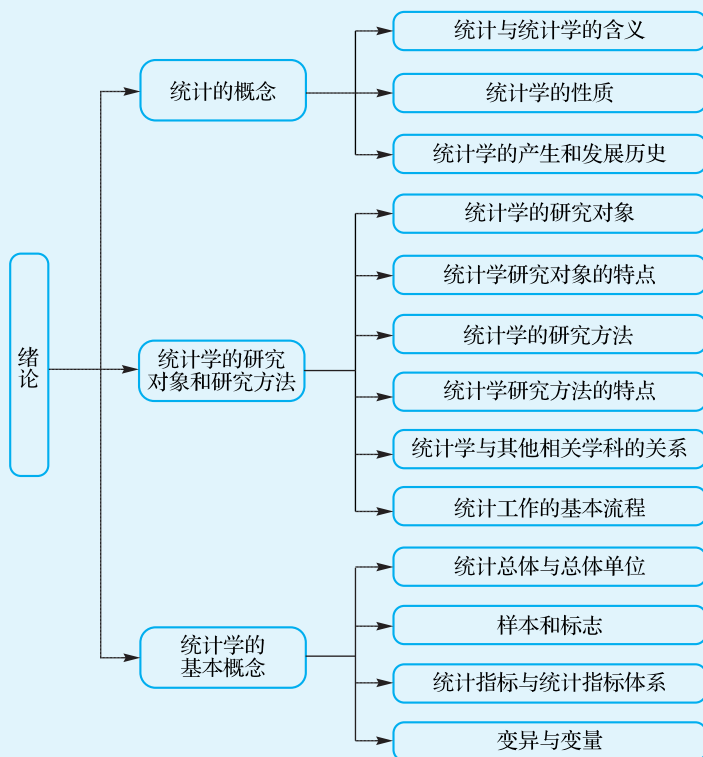 绪
论
统计的概念
统计与统计学的含义
统计学的性质
统计学的产生和发展历史
统计学的研究
对象和研究方法
统计学的研究对象
统计学研究对象的特点
统计学的研究方法
统计学研究方法的特点
统计学与其他相关学科的关系
统计工作的基本流程
统计学的
基本概念
统计总体与总体单位
样本和标志
统计指标与统计指标体系
变异与变量